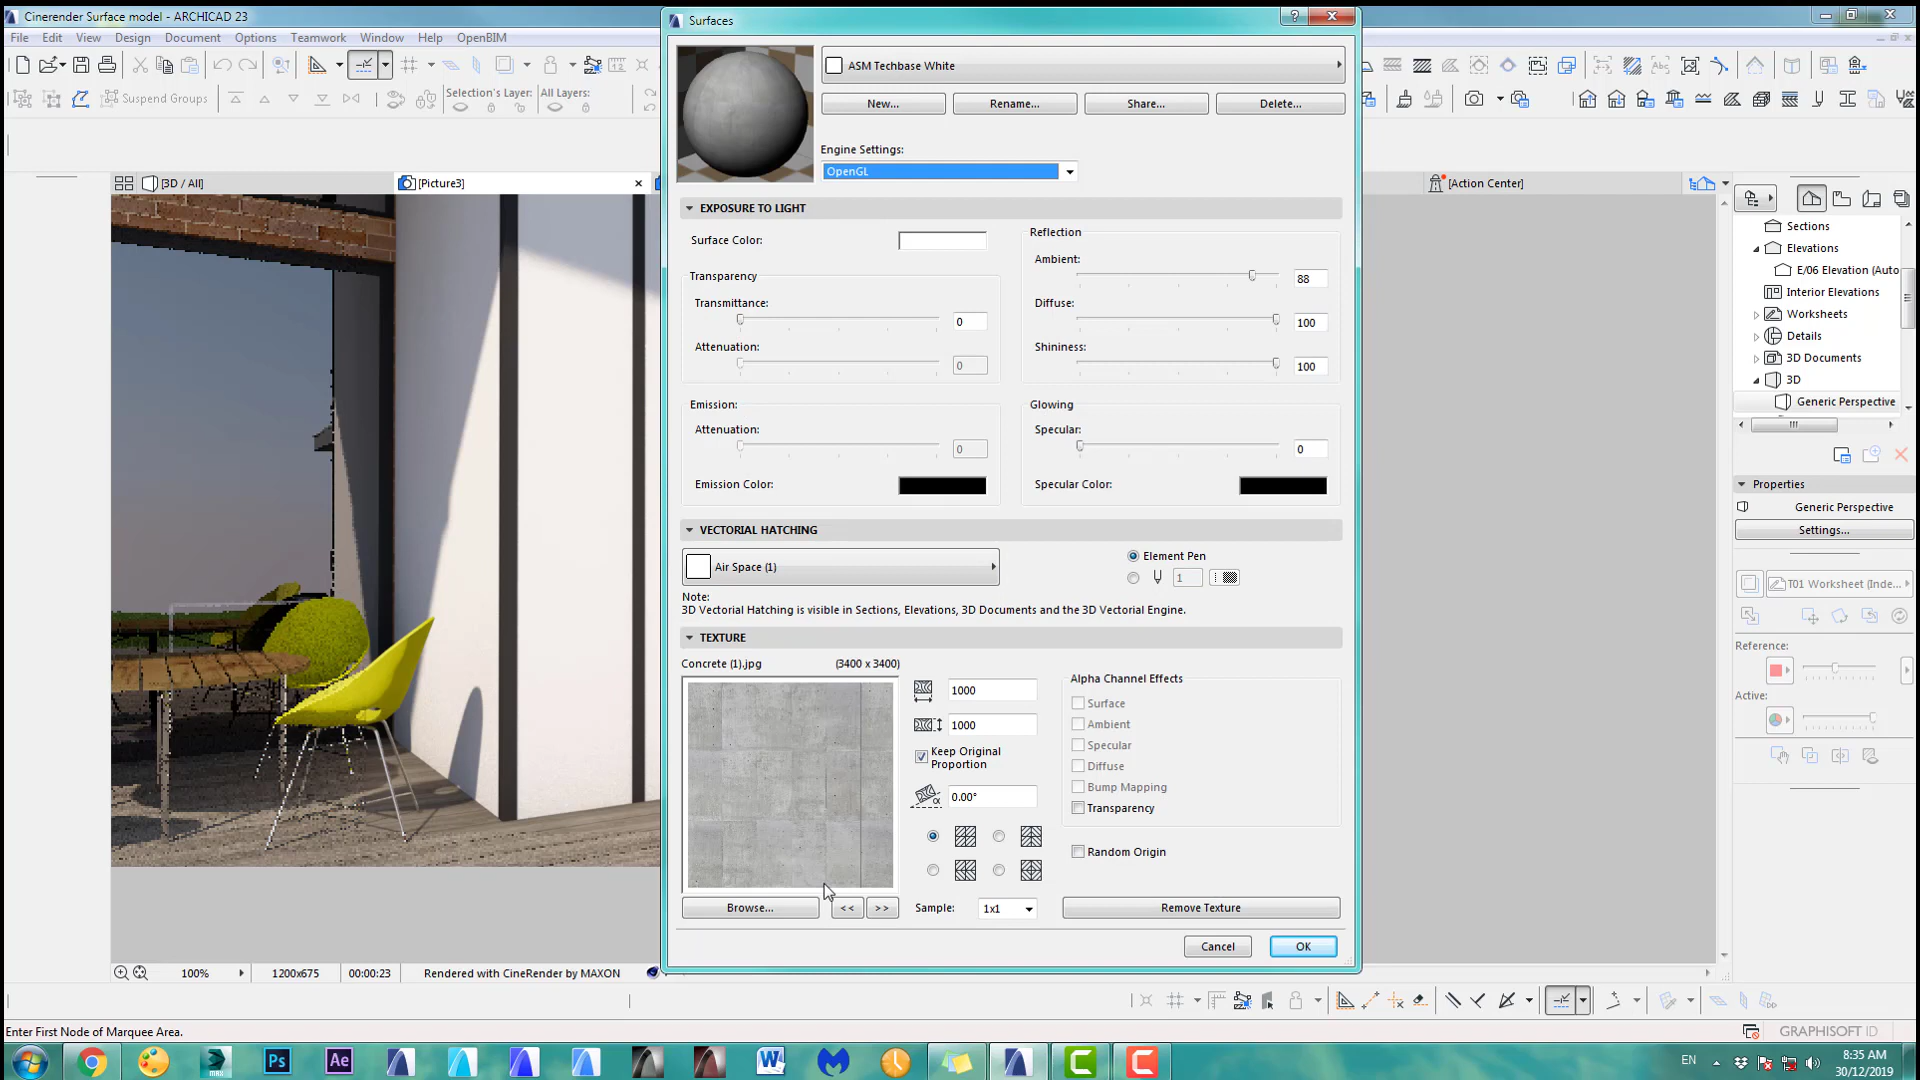 Cinerender Surface model - ARCHICAD 23
File Edit View Design Document Options Teamwork Window Help OpenBIM
Suspend Groups
Selection's Layer:
All Layers:
[3D / All]
[Picture3]
[Action Center]
Surfaces
ASM Techbase White
New... Rename... Share... Delete...
Engine Settings:
OpenGL
EXPOSURE TO LIGHT
Surface Color:
Transparency
Transmittance: 0
Attenuation: 0
Reflection
Ambient: 88
Diffuse: 100
Shininess: 100
Emission:
Attenuation: 0
Emission Color:
Glowing
Specular: 0
Specular Color:
VECTORIAL HATCHING
Air Space (1)
Element Pen
1
Note:
3D Vectorial Hatching is visible in Sections, Elevations, 3D Documents and the 3D Vectorial Engine.
TEXTURE
Concrete (1).jpg (3400 x 3400)
1000
1000
Keep Original
Proportion
0.00°
Alpha Channel Effects
Surface
Ambient
Specular
Diffuse
Bump Mapping
Transparency
Random Origin
Browse... << >> Sample: 1x1 Remove Texture
Cancel OK
Sections
Elevations
E/06 Elevation (Auto
Interior Elevations
Worksheets
Details
3D Documents
3D
Generic Perspective
Properties
Generic Perspective
Settings...
T01 Worksheet (Inde...
Reference:
Active:
100% 1200x675 00:00:23 Rendered with CineRender by MAXON
Enter First Node of Marquee Area.
GRAPHISOFT ID
MAX Ps Ae W
EN
8:35 AM
30/12/2019